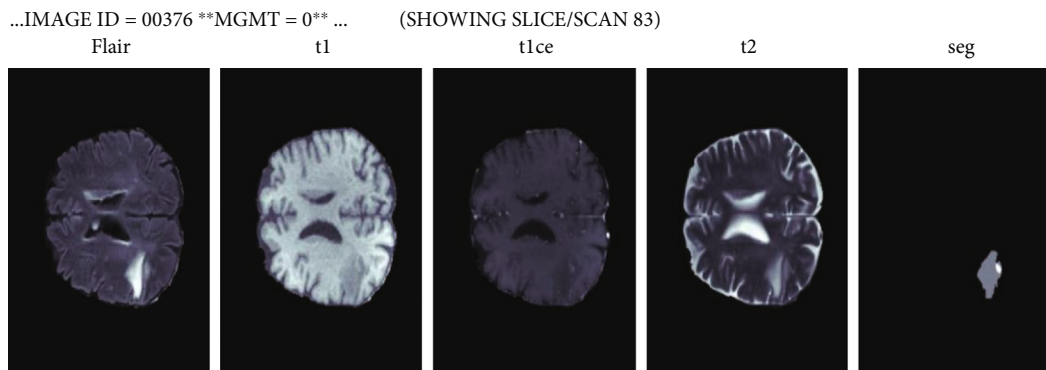 ...IMAGE ID = 00376 **MGMT = 0** ... (SHOWING SLICE/SCAN 83)
Flair t1 t1ce t2 seg